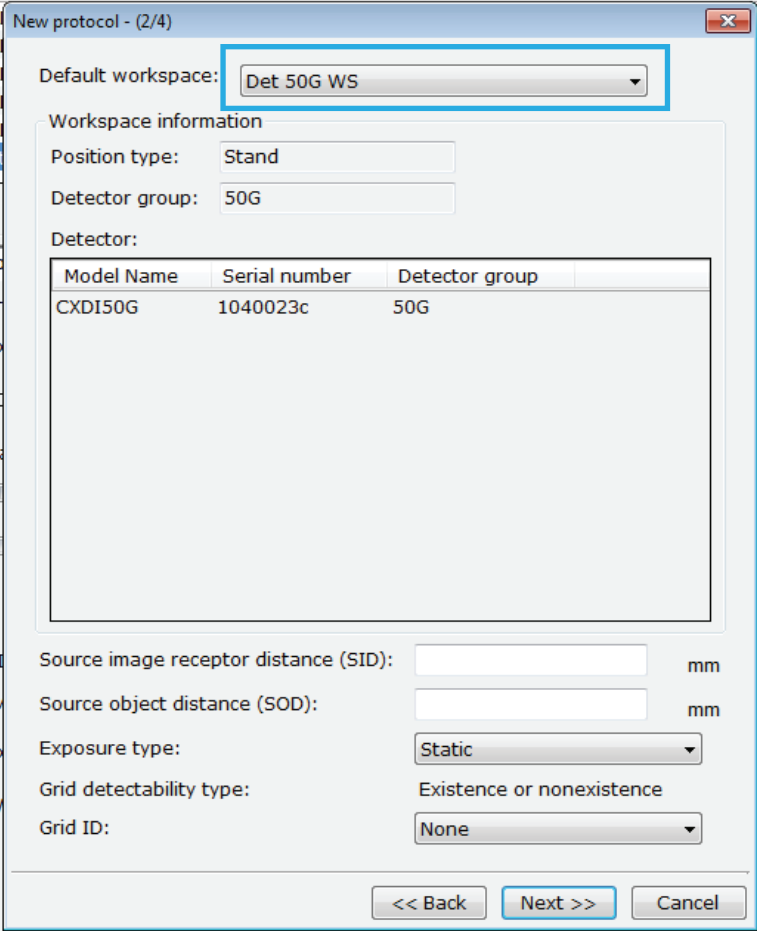 New protocol - (2/4)
Default workspace: Det 50G WS
Workspace information
Position type: Stand
Detector group: 50G
Detector:
Model Name Serial number Detector group
CXDI50G 1040023c 50G
Source image receptor distance (SID): mm
Source object distance (SOD): mm
Exposure type: Static
Grid detectability type: Existence or nonexistence
Grid ID: None
<< Back Next >> Cancel